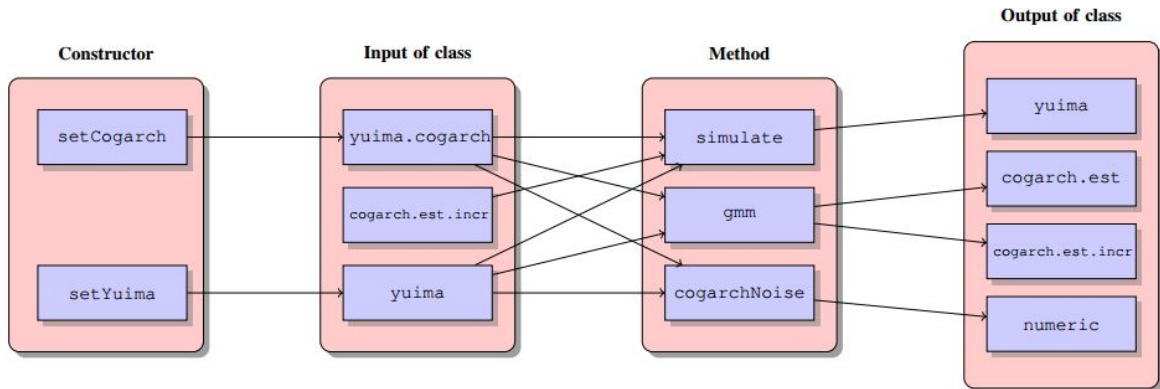 Constructor
setCogarch
setYuima
Input of class
yuima.cogarch
cogarch.est.incr
yuima
Method
simulate
gmm
cogarchNoise
Output of class
yuima
cogarch.est
cogarch.est.incr
numeric